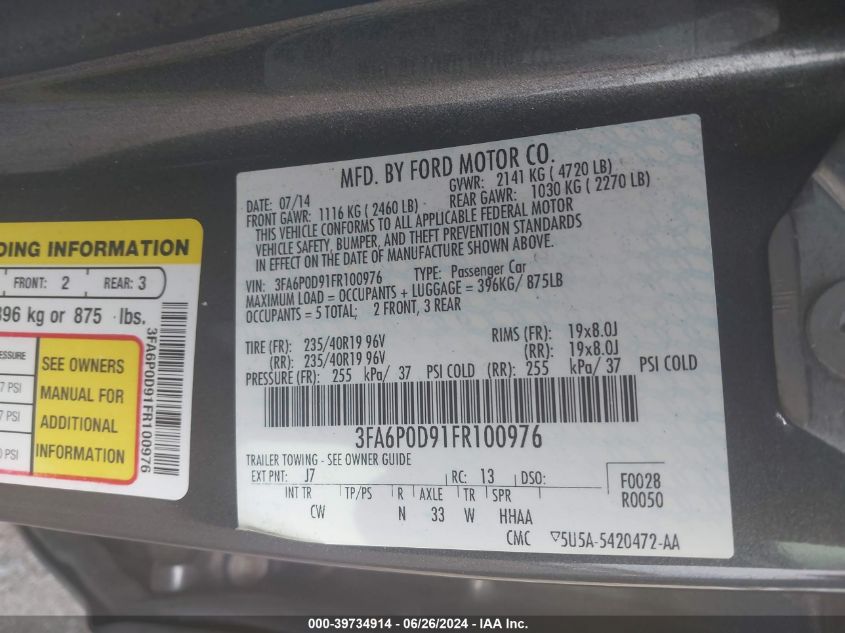 DING INFORMATION
FRONT: 2 REAR: 3
396 kg or 875 lbs.
SEE OWNERS
MANUAL FOR
ADDITIONAL
INFORMATION
PSI
PSI
PSI
3FA6P0D91FR100976
MFD. BY FORD MOTOR CO.
DATE: 07/14 GVWR: 2141 KG ( 4720 LB)
FRONT GAWR: 1116 KG ( 2460 LB) REAR GAWR: 1030 KG ( 2270 LB)
THIS VEHICLE CONFORMS TO ALL APPLICABLE FEDERAL MOTOR
VEHICLE SAFETY, BUMPER, AND THEFT PREVENTION STANDARDS
IN EFFECT ON THE DATE OF MANUFACTURE SHOWN ABOVE.
VIN: 3FA6P0D91FR100976 TYPE: Passenger Car
MAXIMUM LOAD = OCCUPANTS + LUGGAGE = 396KG/ 875LB
OCCUPANTS = 5 TOTAL; 2 FRONT, 3 REAR
TIRE (FR): 235/40R19 96V RIMS (FR): 19x8.0J
(RR): 235/40R19 96V (RR): 19x8.0J
PRESSURE (FR): 255 kPa/ 37 PSI COLD (RR): 255 kPa/ 37 PSI COLD
3FA6P0D91FR100976
TRAILER TOWING - SEE OWNER GUIDE
EXT PNT: J7 RC: 13 DSO: F0028
R0050
INT TR TP/PS R AXLE TR SPR
CW N 33 W HHAA
CMC ▽5U5A-5420472-AA
000-39734914 - 06/26/2024 - IAA Inc.